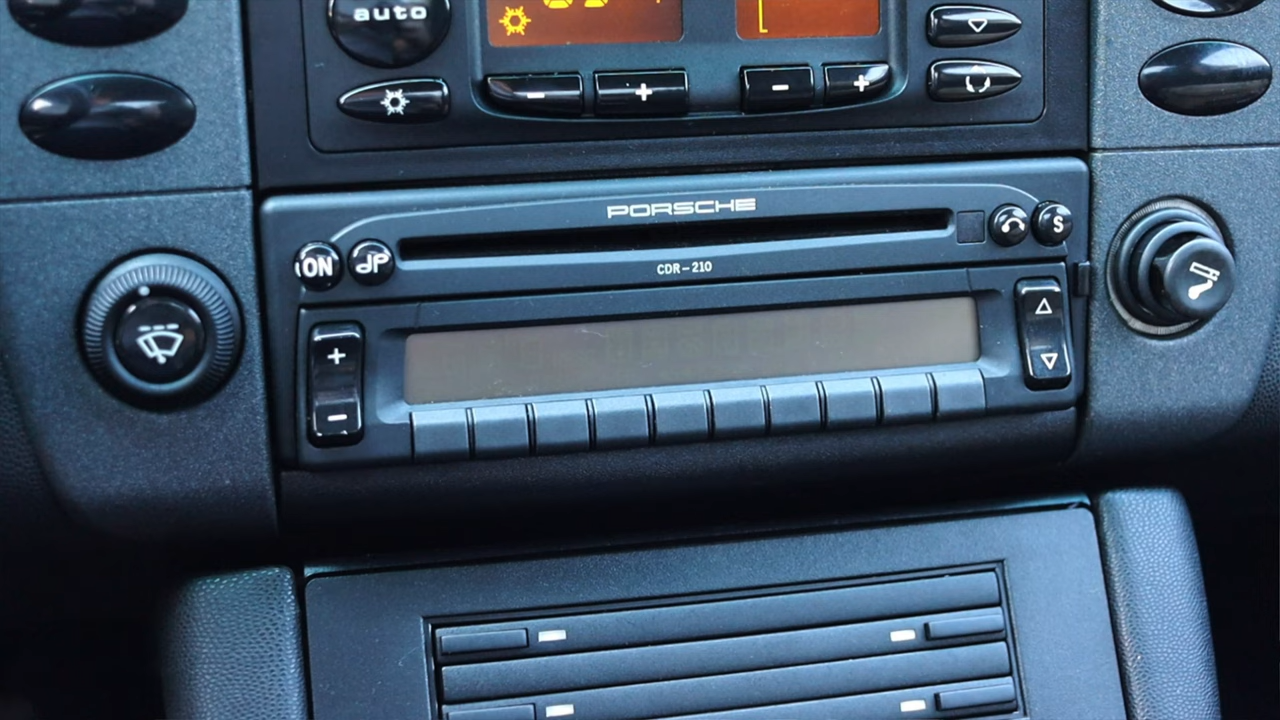 auto
- + - +
PORSCHE
ON
S
CDR-210
+
-